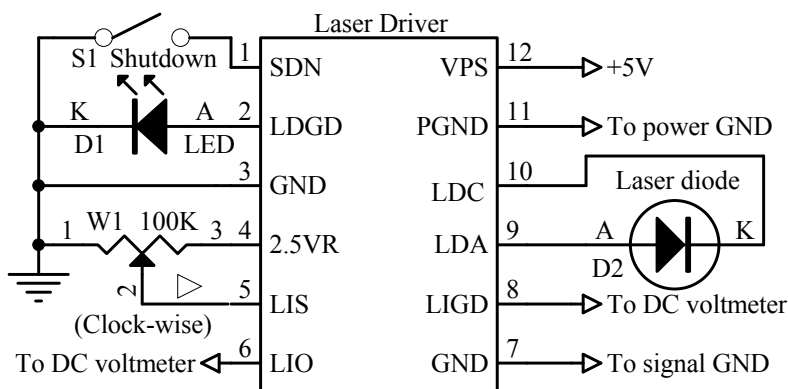 Laser Driver
S1 Shutdown
1 SDN
VPS 12 +5V
K A 2 LDGD
D1 LED
PGND 11 To power GND
3 GND
LDC 10
Laser diode
1 W1 100K 3 4 2.5VR
LDA 9 A K
D2
2
5 LIS
LIGD 8 To DC voltmeter
(Clock-wise)
To DC voltmeter 6 LIO
GND 7 To signal GND